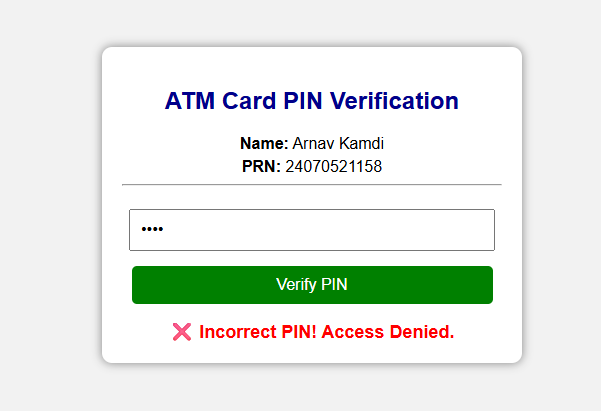 ATM Card PIN Verification
Name: Arnav Kamdi
PRN: 24070521158
••••
Verify PIN
❌ Incorrect PIN! Access Denied.